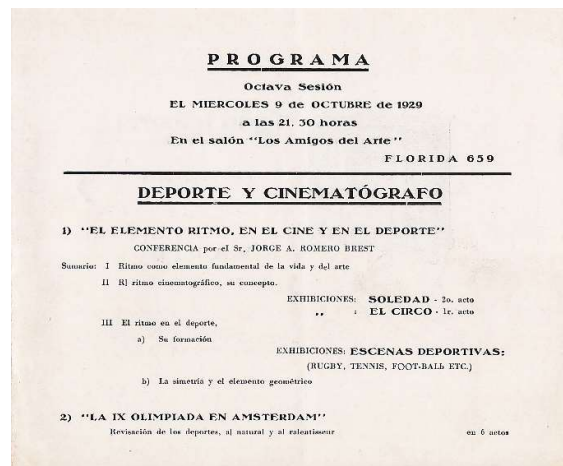 PROGRAMA
Octava Sesión
EL MIERCOLES 9 de OCTUBRE de 1929
a las 21. 30 horas
En el salón "Los Amigos del Arte"
FLORIDA 659
DEPORTE Y CINEMATÓGRAFO
1) "EL ELEMENTO RITMO, EN EL CINE Y EN EL DEPORTE"
CONFERENCIA por el Sr. JORGE A. ROMERO BREST
Sumario: I Ritmo como elemento fundamental de la vida y del arte
II El ritmo cinematográfico, su concepto.
EXHIBICIONES: SOLEDAD - 2o. acto
,, : EL CIRCO - 1r. acto
III El ritmo en el deporte,
a) Su formación
EXHIBICIONES: ESCENAS DEPORTIVAS:
(RUGBY, TENNIS, FOOT-BALL ETC.)
b) La simetría y el elemento geométrico
2) "LA IX OLIMPIADA EN AMSTERDAM"
Revisación de los deportes, al natural y al ralentisseur en 6 actos